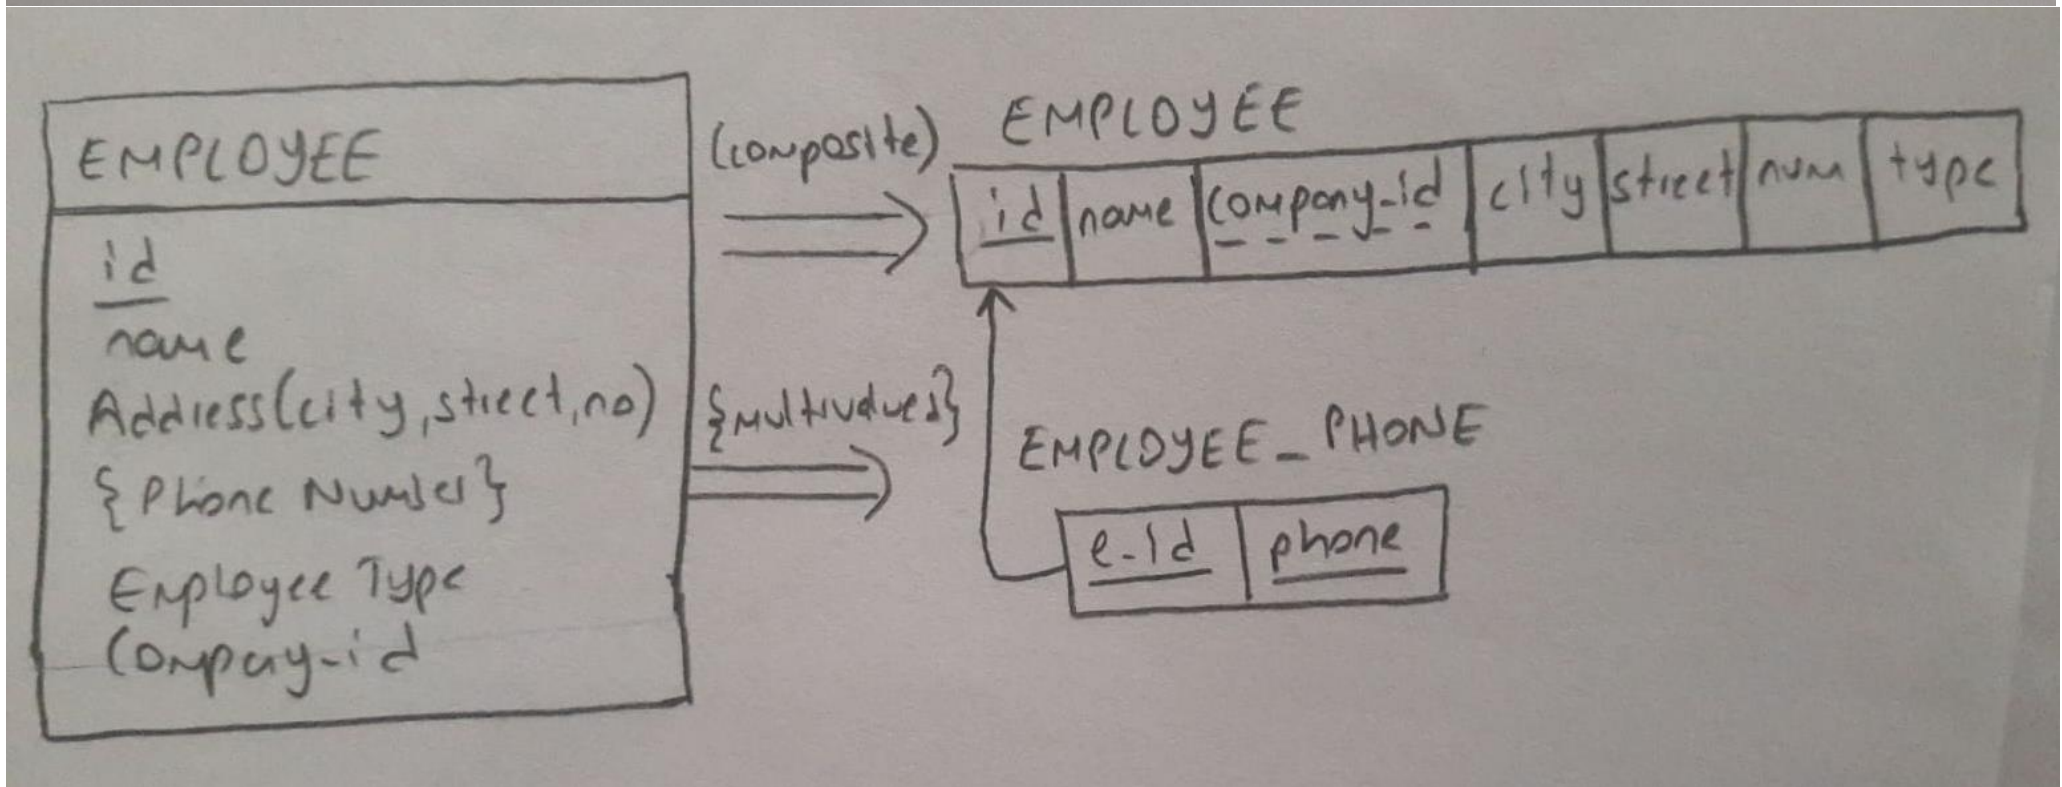 EMPLOYEE
id
name
Address(city, street, no)
{Phone Number}
Employee Type
Company-id
(composite)
{Multivalues}
EMPLOYEE
id name company-id city street num type
EMPLOYEE_PHONE
e-id phone